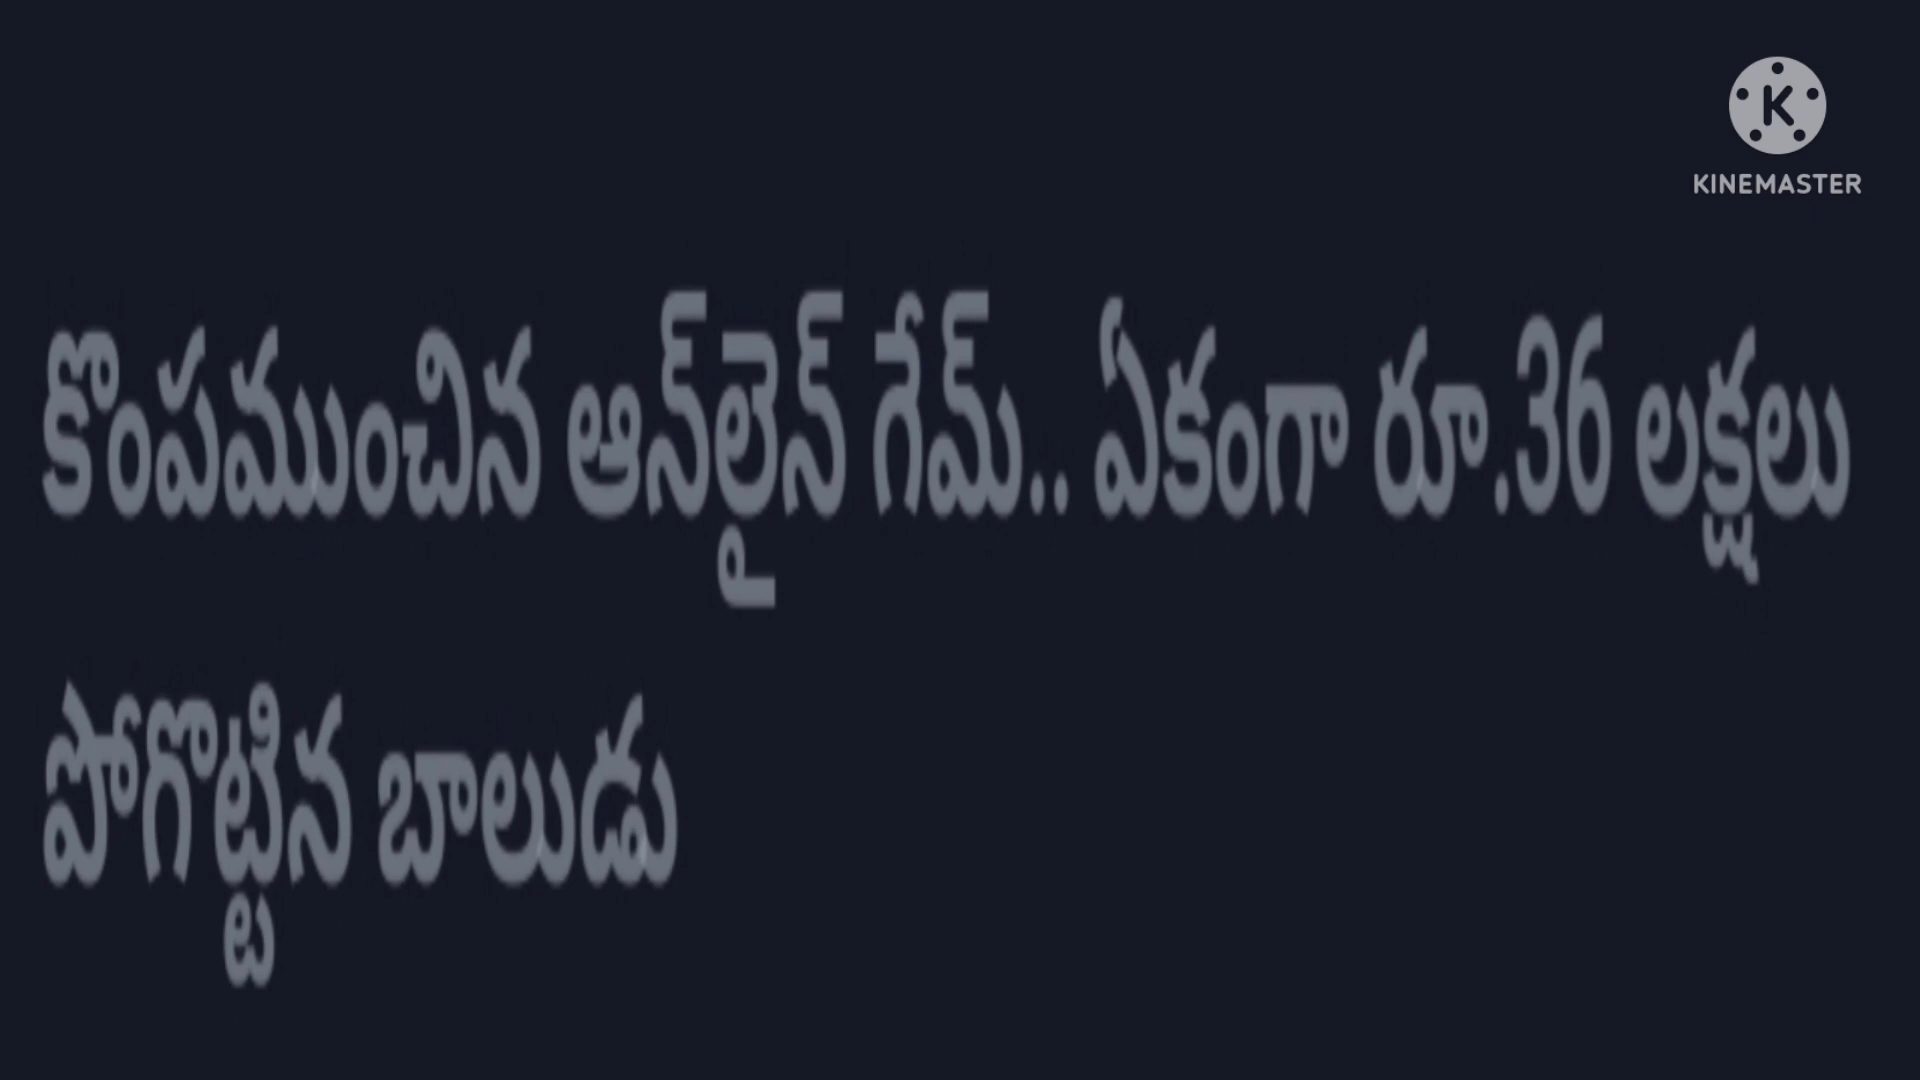 KINEMASTER
కొంపముంచిన ఆన్‌లైన్ గేమ్.. ఏకంగా రూ.36 లక్షలు
పోగొట్టిన బాలుడు